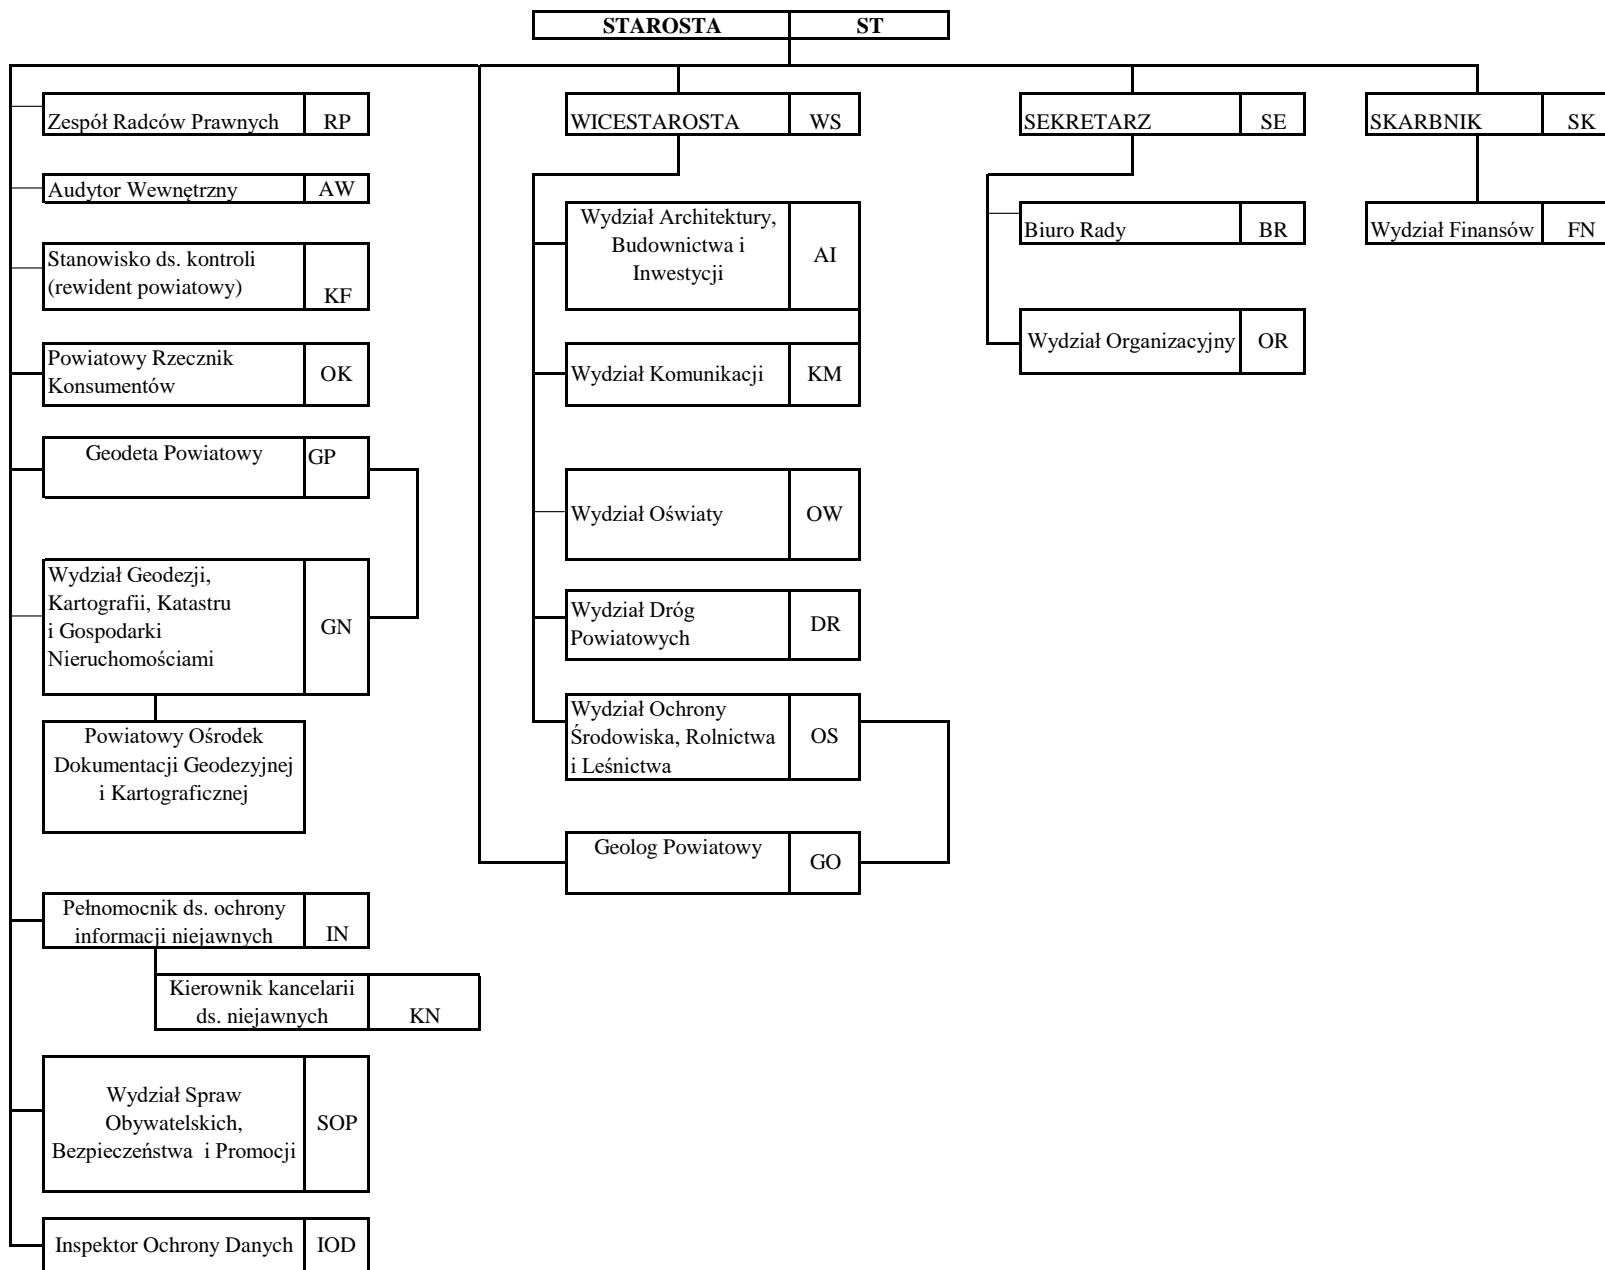 STAROSTA ST
Zespół Radców Prawnych RP
Audytor Wewnętrzny AW
Stanowisko ds. kontroli
(rewident powiatowy) KF
Powiatowy Rzecznik
Konsumentów OK
Geodeta Powiatowy GP
Wydział Geodezji,
Kartografii, Katastru
i Gospodarki
Nieruchomościami
GN
Powiatowy Ośrodek
Dokumentacji Geodezyjnej
i Kartograficznej
Pełnomocnik ds. ochrony
informacji niejawnych IN
Kierownik kancelarii
ds. niejawnych KN
Wydział Spraw
Obywatelskich,
Bezpieczeństwa i Promocji
SOP
Inspektor Ochrony Danych IOD
WICESTAROSTA WS
Wydział Architektury,
Budownictwa i
Inwestycji
AI
Wydział Komunikacji KM
Wydział Oświaty OW
Wydział Dróg
Powiatowych
DR
Wydział Ochrony
Środowiska, Rolnictwa
i Leśnictwa
OS
Geolog Powiatowy GO
SEKRETARZ SE
Biuro Rady BR
Wydział Organizacyjny OR
SKARBNIK SK
Wydział Finansów FN